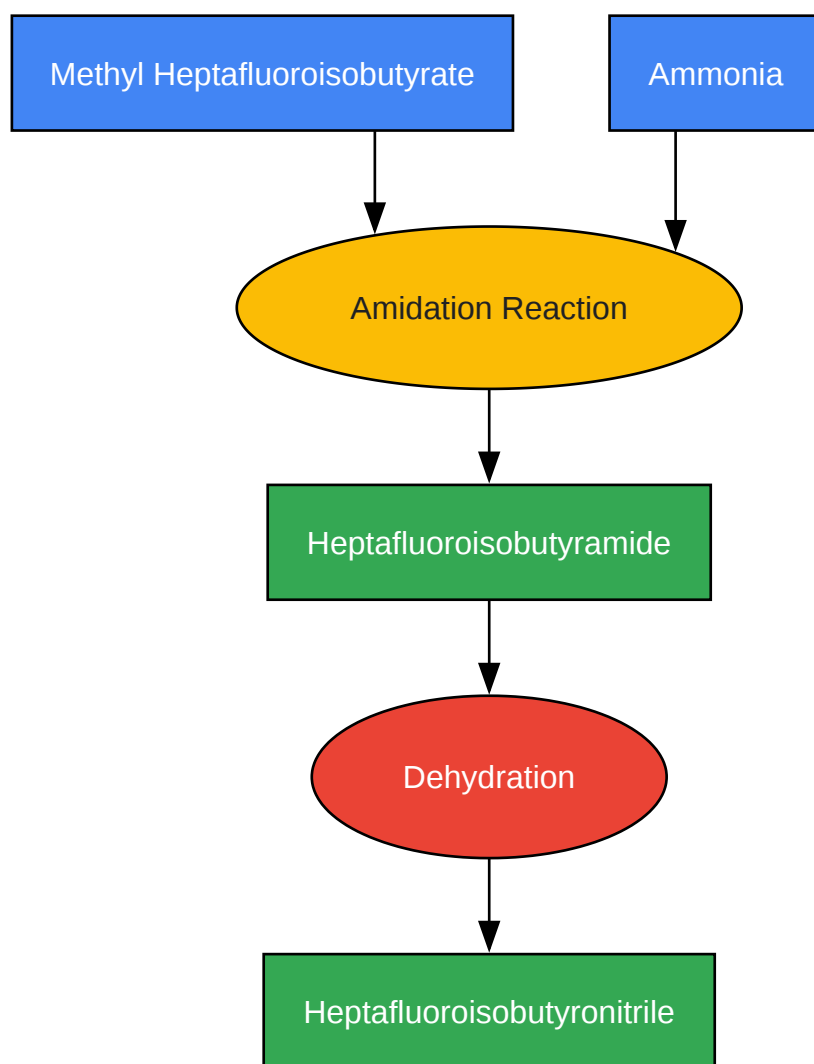 Methyl Heptafluoroisobutyrate
Ammonia
Amidation Reaction
Heptafluoroisobutyramide
Dehydration
Heptafluoroisobutyronitrile